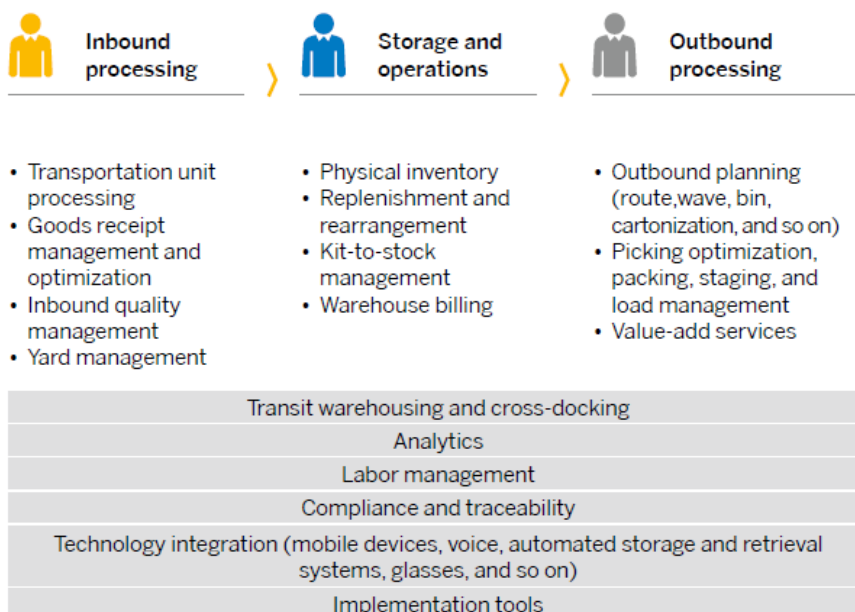 Inbound
processing
Storage and
operations
Outbound
processing
• Transportation unit
processing
• Goods receipt
management and
optimization
• Inbound quality
management
• Yard management
• Physical inventory
• Replenishment and
rearrangement
• Kit-to-stock
management
• Warehouse billing
• Outbound planning
(route,wave, bin,
cartonization, and so on)
• Picking optimization,
packing, staging, and
load management
• Value-add services
Transit warehousing and cross-docking
Analytics
Labor management
Compliance and traceability
Technology integration (mobile devices, voice, automated storage and retrieval
systems, glasses, and so on)
Implementation tools